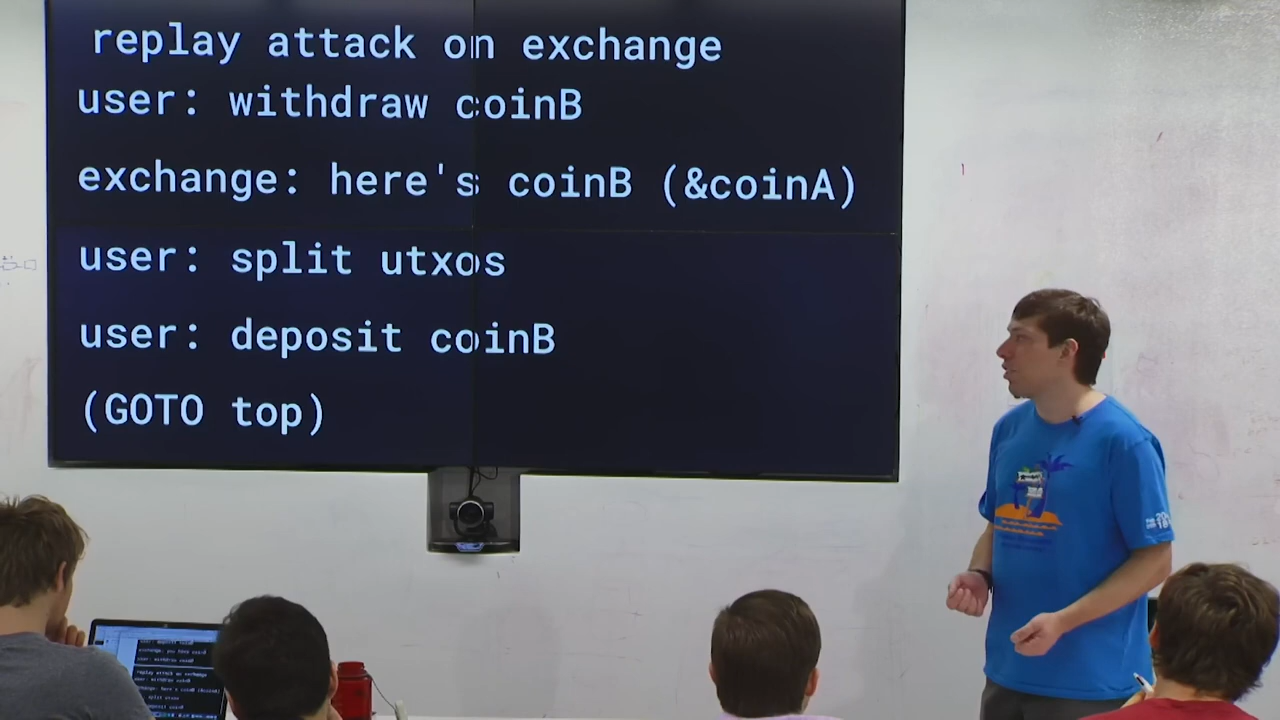 replay attack on exchange
user: withdraw coinB
exchange: here's coinB (&coinA)
user: split utxos
user: deposit coinB
(GOTO top)